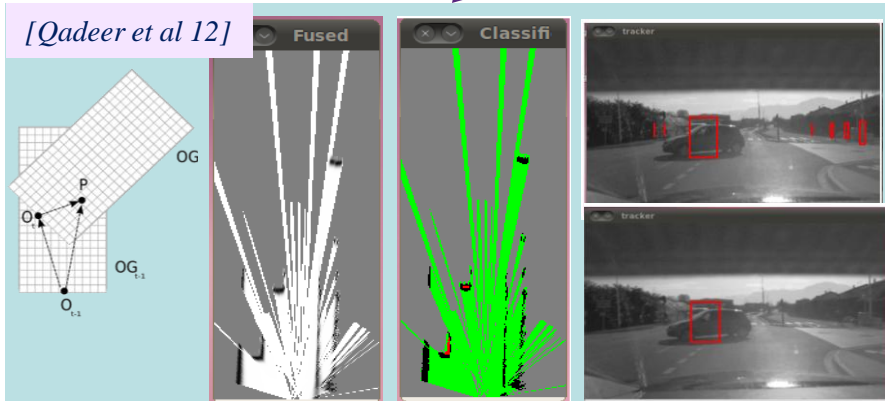 [Qadeer et al 12]
Fused
Classifi
tracker
OG
P
O
t
OG
t-1
O
t-1
tracker